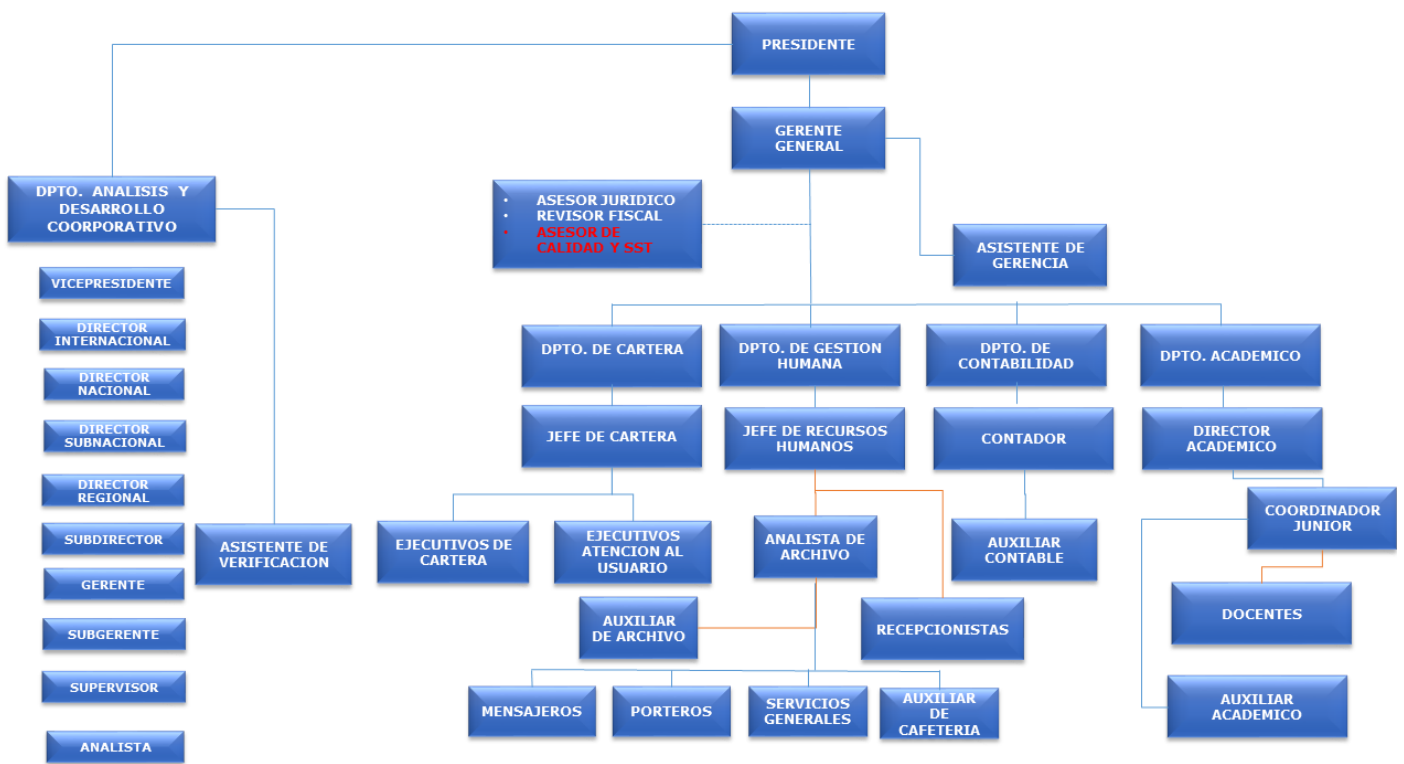 PRESIDENTE
GERENTE
GENERAL
DPTO. ANALISIS Y
DESARROLLO
COORPORATIVO
• ASESOR JURIDICO
• REVISOR FISCAL
• ASESOR DE
CALIDAD Y SST
ASISTENTE DE
GERENCIA
VICEPRESIDENTE
DIRECTOR
INTERNACIONAL
DIRECTOR
NACIONAL
DIRECTOR
SUBNACIONAL
DIRECTOR
REGIONAL
SUBDIRECTOR
GERENTE
SUBGERENTE
SUPERVISOR
ANALISTA
ASISTENTE DE
VERIFICACION
DPTO. DE CARTERA
DPTO. DE GESTION
HUMANA
DPTO. DE
CONTABILIDAD
DPTO. ACADEMICO
JEFE DE CARTERA
JEFE DE RECURSOS
HUMANOS
CONTADOR
DIRECTOR
ACADEMICO
EJECUTIVOS DE
CARTERA
EJECUTIVOS
ATENCION AL
USUARIO
ANALISTA DE
ARCHIVO
AUXILIAR
CONTABLE
COORDINADOR
JUNIOR
AUXILIAR
DE ARCHIVO
RECEPCIONISTAS
DOCENTES
MENSAJEROS
PORTEROS
SERVICIOS
GENERALES
AUXILIAR
DE
CAFETERIA
AUXILIAR
ACADEMICO